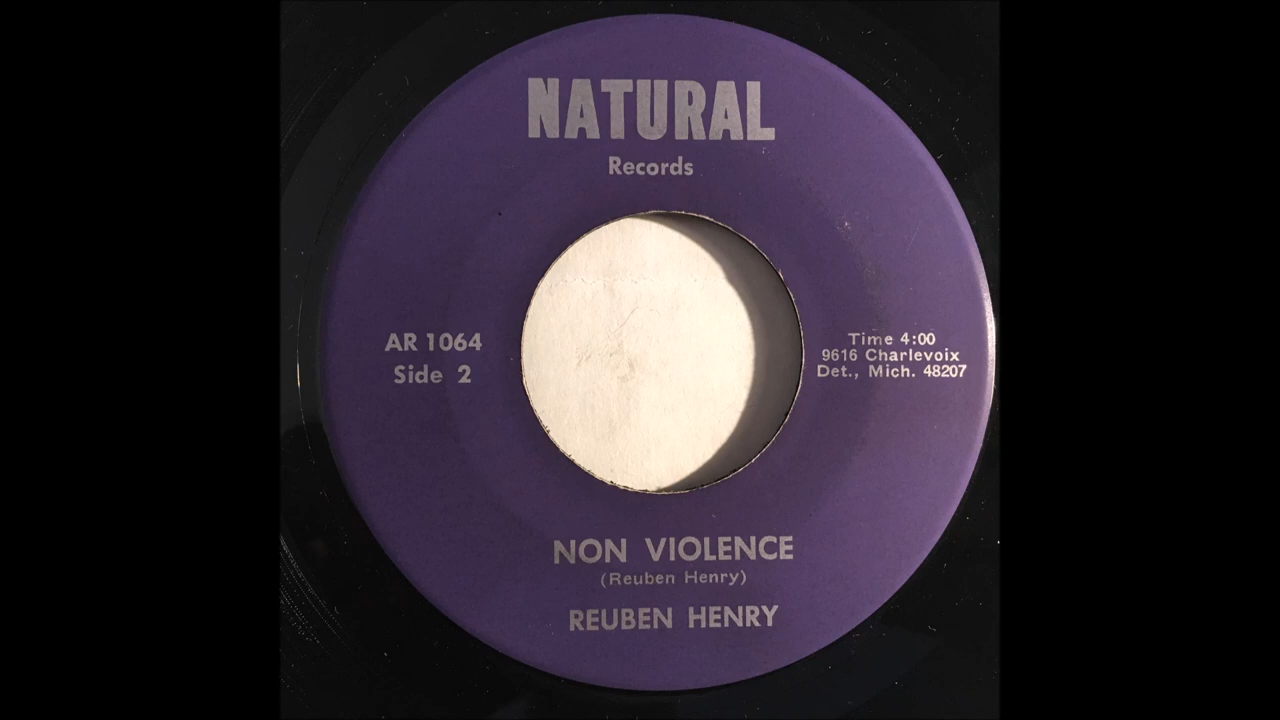 NATURAL
Records
AR 1064
Side 2
Time 4:00
9616 Charlevoix
Det., Mich. 48207
NON VIOLENCE
(Reuben Henry)
REUBEN HENRY